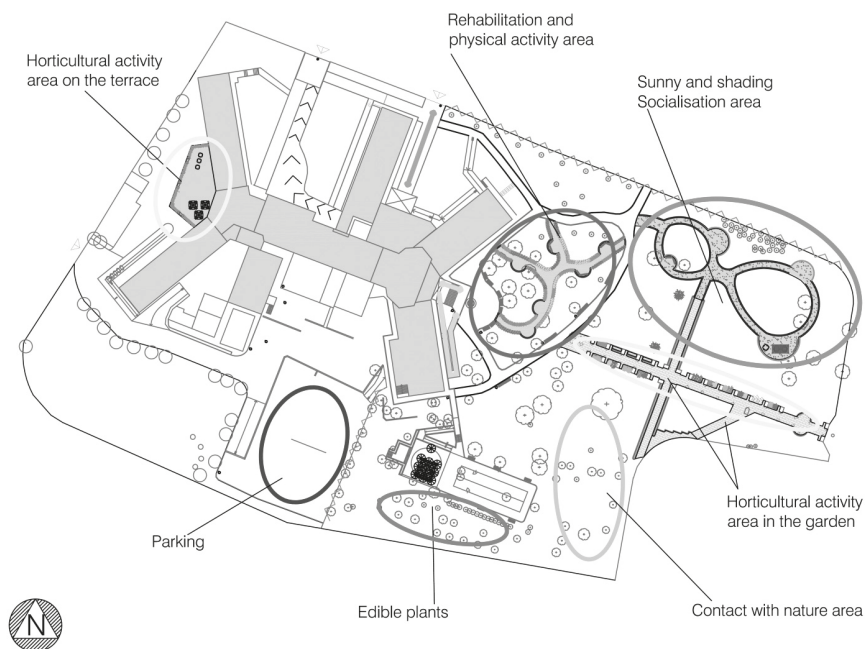 Rehabilitation and
physical activity area
Horticultural activity
area on the terrace
Sunny and shading
Socialisation area
Horticultural activity
area in the garden
Parking
Edible plants
Contact with nature area
N